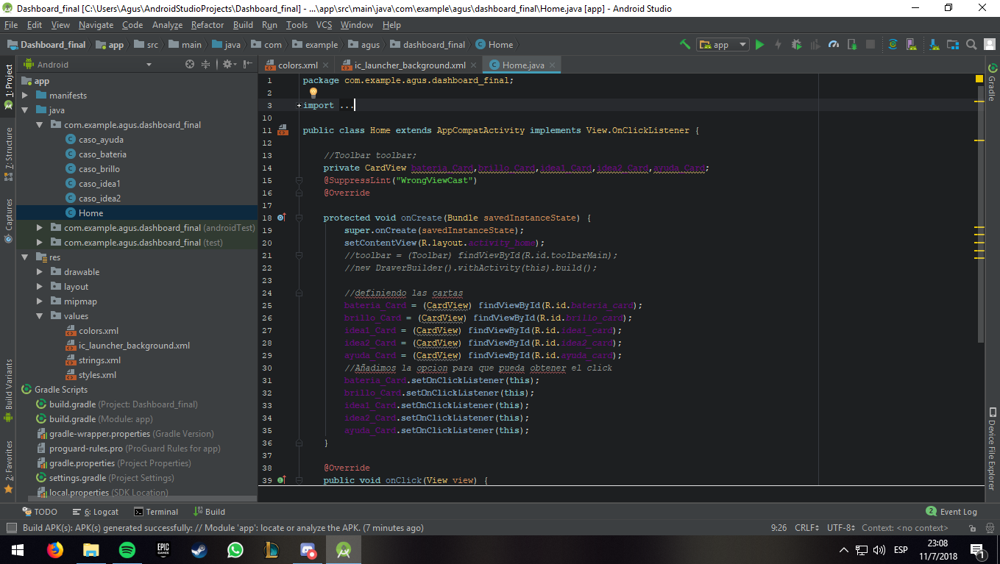 Dashboard_final [C:\Users\Agus\AndroidStudioProjects\Dashboard_final] - ...\app\src\main\java\com\example\agus\dashboard_final\Home.java [app] - Android Studio
File Edit View Navigate Code Analyze Refactor Build Run Tools VCS Window Help
Dashboard_final app src main java com example agus dashboard_final Home app
1: Project
7: Structure
Captures
Build Variants
2: Favorites
Android
app
manifests
java
com.example.agus.dashboard_final
caso_ayuda
caso_bateria
caso_brillo
caso_idea1
caso_idea2
Home
com.example.agus.dashboard_final (androidTest)
com.example.agus.dashboard_final (test)
res
drawable
layout
mipmap
values
colors.xml
ic_launcher_background.xml
strings.xml
styles.xml
Gradle Scripts
build.gradle (Project: Dashboard_final)
build.gradle (Module: app)
gradle-wrapper.properties (Gradle Version)
proguard-rules.pro (ProGuard Rules for app)
gradle.properties (Project Properties)
settings.gradle (Project Settings)
local.properties (SDK Location)
colors.xml ic_launcher_background.xml Home.java
1 package com.example.agus.dashboard_final;
2
3 import ...
10
11 public class Home extends AppCompatActivity implements View.OnClickListener {
12
13 //Toolbar toolbar;
14 private CardView bateria_Card,brillo_Card,idea1_Card,idea2_Card,ayuda_Card;
15 @SuppressLint("WrongViewCast")
16 @Override
17
18 protected void onCreate(Bundle savedInstanceState) {
19 super.onCreate(savedInstanceState);
20 setContentView(R.layout.activity_home);
21 //toolbar = (Toolbar) findViewById(R.id.toolbarMain);
22 //new DrawerBuilder().withActivity(this).build();
23
24 //definiendo las cartas
25 bateria_Card = (CardView) findViewById(R.id.bateria_card);
26 brillo_Card = (CardView) findViewById(R.id.brillo_card);
27 idea1_Card = (CardView) findViewById(R.id.idea1_card);
28 idea2_Card = (CardView) findViewById(R.id.idea2_card);
29 ayuda_Card = (CardView) findViewById(R.id.ayuda_card);
30 //Añadimos la opcion para que pueda obtener el click
31 bateria_Card.setOnClickListener(this);
32 brillo_Card.setOnClickListener(this);
33 idea1_Card.setOnClickListener(this);
34 idea2_Card.setOnClickListener(this);
35 ayuda_Card.setOnClickListener(this);
36 }
37
38 @Override
39 public void onClick(View view) {
Gradle
Device File Explorer
TODO 6: Logcat Terminal Build 2 Event Log
Build APK(s): APK(s) generated successfully: // Module 'app': locate or analyze the APK. (7 minutes ago) 9:26 CRLF UTF-8 Context: <no context>
EPIC GAMES
ESP
23:08
11/7/2018
1